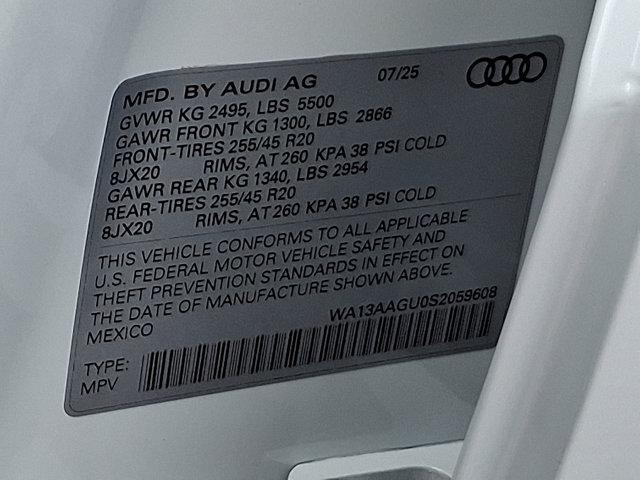 MFD. BY AUDI AG 07/25
GVWR KG 2495, LBS 5500
GAWR FRONT KG 1300, LBS 2866
FRONT-TIRES 255/45 R20
8JX20 RIMS, AT 260 KPA 38 PSI COLD
GAWR REAR KG 1340, LBS 2954
REAR-TIRES 255/45 R20
8JX20 RIMS, AT 260 KPA 38 PSI COLD
THIS VEHICLE CONFORMS TO ALL APPLICABLE
U.S. FEDERAL MOTOR VEHICLE SAFETY AND
THEFT PREVENTION STANDARDS IN EFFECT ON
THE DATE OF MANUFACTURE SHOWN ABOVE.
MEXICO WA13AAGU0S2059608
TYPE:
MPV